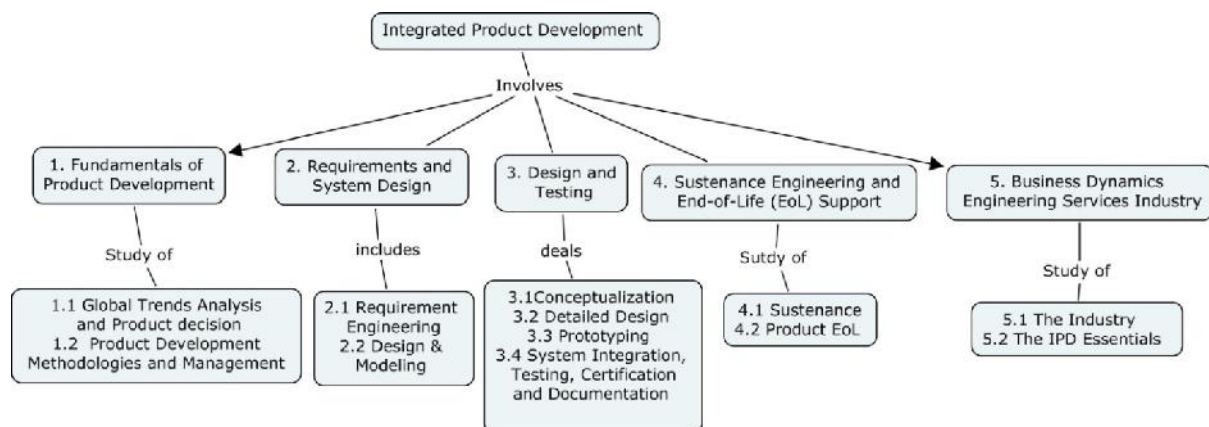 Integrated Product Development
Involves
1. Fundamentals of
Product Development
2. Requirements and
System Design
3. Design and
Testing
4. Sustenance Engineering and
End-of-Life (EoL) Support
5. Business Dynamics
Engineering Services Industry
Study of
includes
deals
Sutdy of
Study of
1.1 Global Trends Analysis
and Product decision
1.2 Product Development
Methodologies and Management
2.1 Requirement
Engineering
2.2 Design &
Modeling
3.1Conceptualization
3.2 Detailed Design
3.3 Prototyping
3.4 System Integration,
Testing, Certification
and Documentation
4.1 Sustenance
4.2 Product EoL
5.1 The Industry
5.2 The IPD Essentials